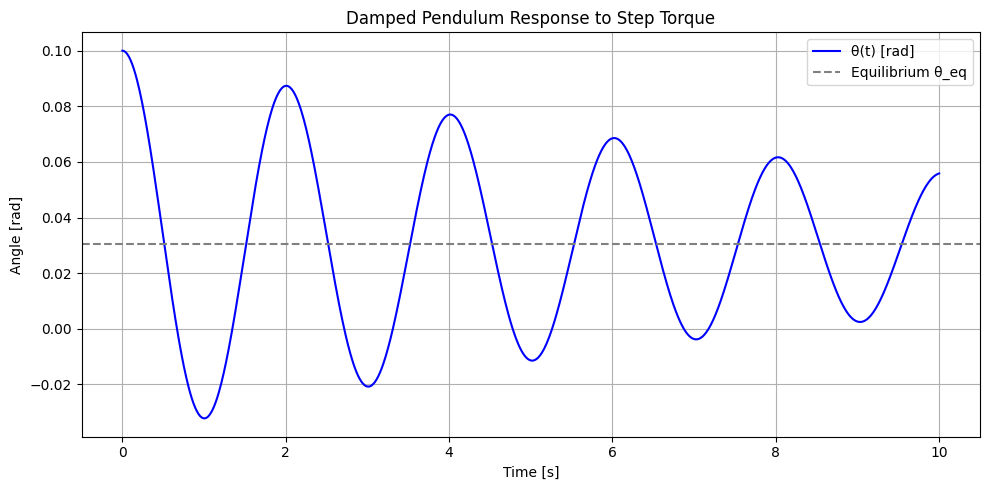 Damped Pendulum Response to Step Torque
θ(t) [rad]
Equilibrium θ_eq
Angle [rad]
0.10
0.08
0.06
0.04
0.02
0.00
−0.02
0 2 4 6 8 10
Time [s]